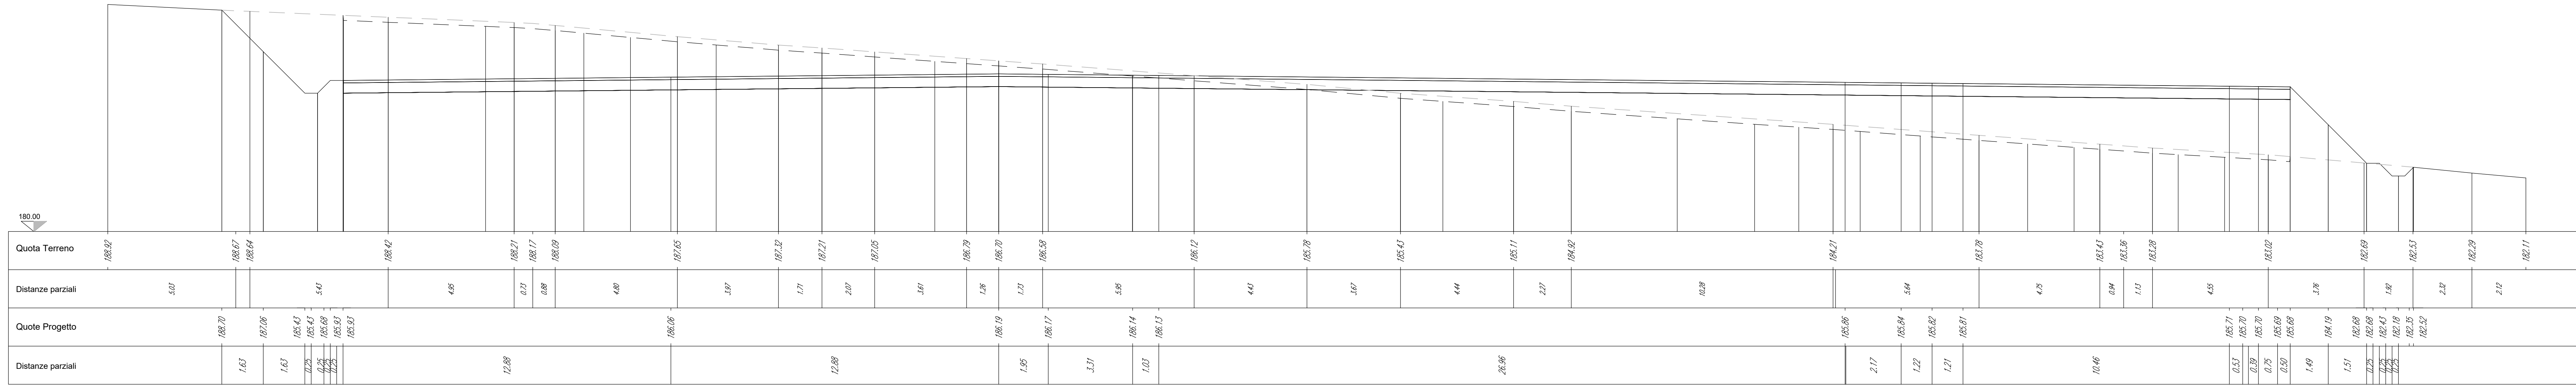 180.00
Quota Terreno 188.92 188.67 188.64 188.42 188.21 188.17 188.09 187.65 187.32 187.21 187.05 186.79 186.70 186.58 186.12 185.78 185.43 185.11 184.92 184.21 183.78 183.43 183.36 183.28 183.02 182.69 182.53 182.29 182.11
Distanze parziali 5.03 5.43 4.95 0.73 0.88 4.80 3.97 1.71 2.07 3.61 1.26 1.73 5.95 4.43 3.67 4.44 2.27 10.28 5.64 4.75 0.94 1.13 4.55 3.76 1.92 2.32 2.12
Quote Progetto 188.70 187.06 185.43 185.43 185.68 185.93 185.93 186.06 186.19 186.17 186.14 186.13 185.86 185.84 185.82 185.81 185.71 185.70 185.70 185.69 185.68 184.19 182.68 182.68 182.43 182.18 182.35 182.52
Distanze parziali 1.63 1.63 0.25 0.25 0.25 0.25 12.88 12.88 1.95 3.31 1.03 26.96 2.17 1.22 1.21 10.46 0.53 0.39 0.75 0.50 1.49 1.51 0.25 0.25 0.25 0.25